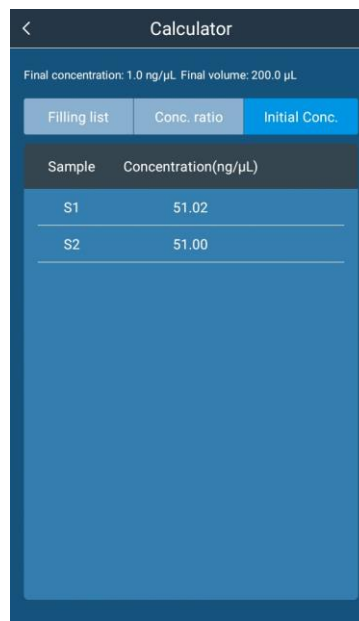 Calculator
Final concentration: 1.0 ng/µL Final volume: 200.0 µL
Filling list Conc. ratio Initial Conc.
Sample Concentration(ng/µL)
S1 51.02
S2 51.00